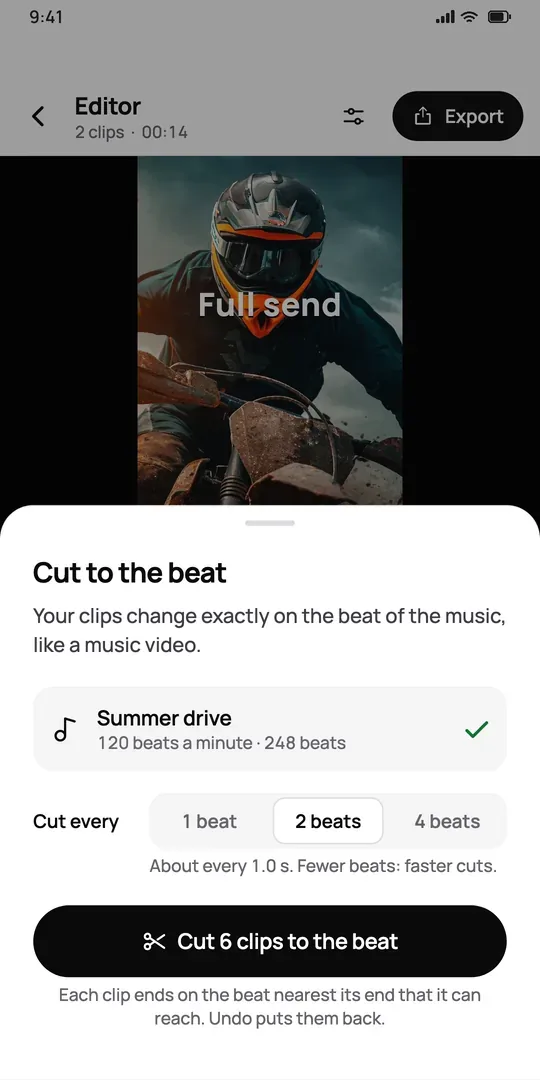 9:41
Editor
2 clips · 00:14
Export
Full send
Cut to the beat
Your clips change exactly on the beat of the music,
like a music video.
Summer drive
120 beats a minute · 248 beats
Cut every
1 beat
2 beats
4 beats
About every 1.0 s. Fewer beats: faster cuts.
Cut 6 clips to the beat
Each clip ends on the beat nearest its end that it can
reach. Undo puts them back.